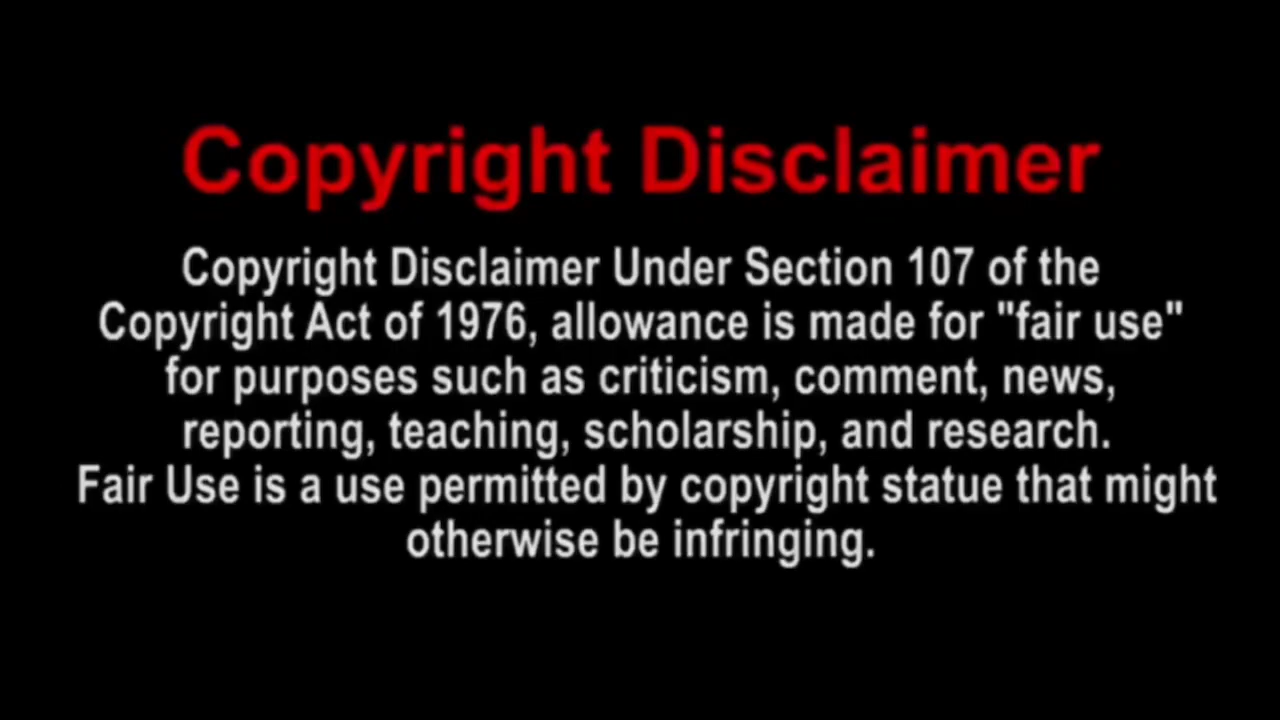 Copyright Disclaimer
Copyright Disclaimer Under Section 107 of the
Copyright Act of 1976, allowance is made for "fair use"
for purposes such as criticism, comment, news,
reporting, teaching, scholarship, and research.
Fair Use is a use permitted by copyright statue that might
otherwise be infringing.